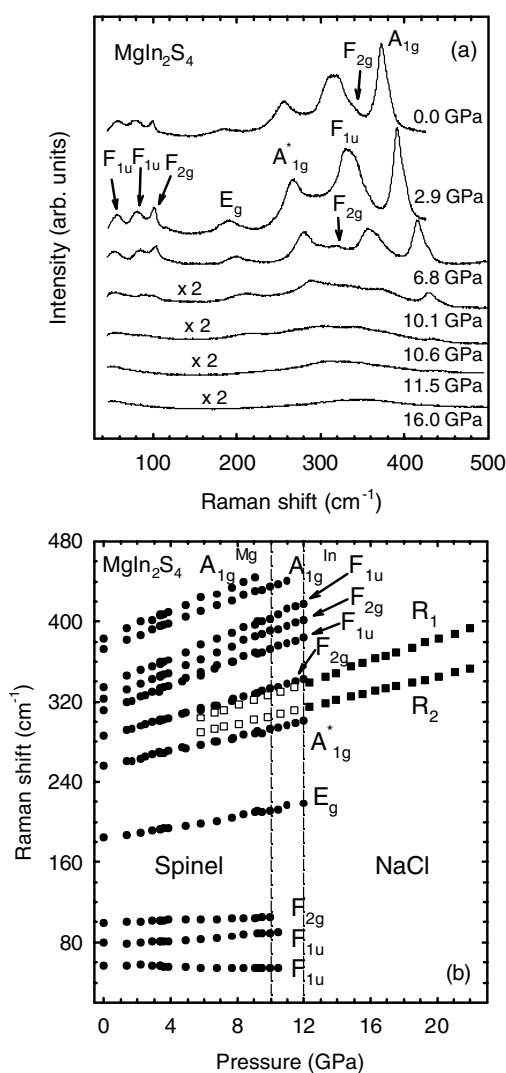 MgIn2S4
A1g
(a)
F2g
0.0 GPa
F1u
F1u
F2g
A*1g
F1u
Eg
F2g
2.9 GPa
6.8 GPa
x 2
10.1 GPa
x 2
10.6 GPa
x 2
11.5 GPa
x 2
16.0 GPa
Intensity (arb. units)
100 200 300 400 500
Raman shift (cm-1)
480
400
320
240
160
80
MgIn2S4
A1g Mg
A1g In
F1u
F2g
F1u
F2g
R1
R2
A*1g
Eg
Spinel
NaCl
F2g
F1u
F1u
(b)
Raman shift (cm-1)
0 4 8 12 16 20
Pressure (GPa)